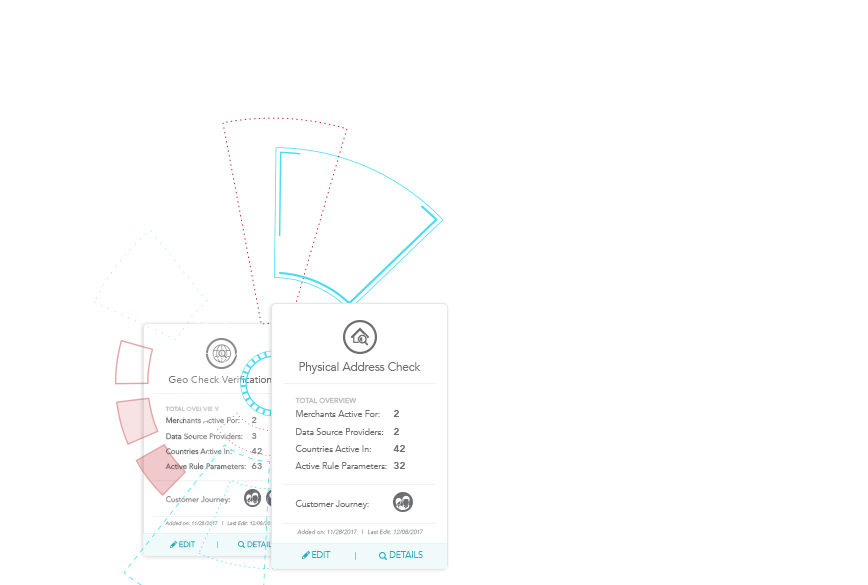 Geo Check Verification
TOTAL OVERVIEW
Merchants Active For: 2
Data Source Providers: 3
Countries Active In: 42
Active Rule Parameters: 63
Customer Journey:
Added on: 11/28/2017 | Last Edit: 12/08/20
EDIT | DETAIL
Physical Address Check
TOTAL OVERVIEW
Merchants Active For: 2
Data Source Providers: 2
Countries Active In: 42
Active Rule Parameters: 32
Customer Journey:
Added on: 11/28/2017 | Last Edit: 12/08/2017
EDIT | DETAILS